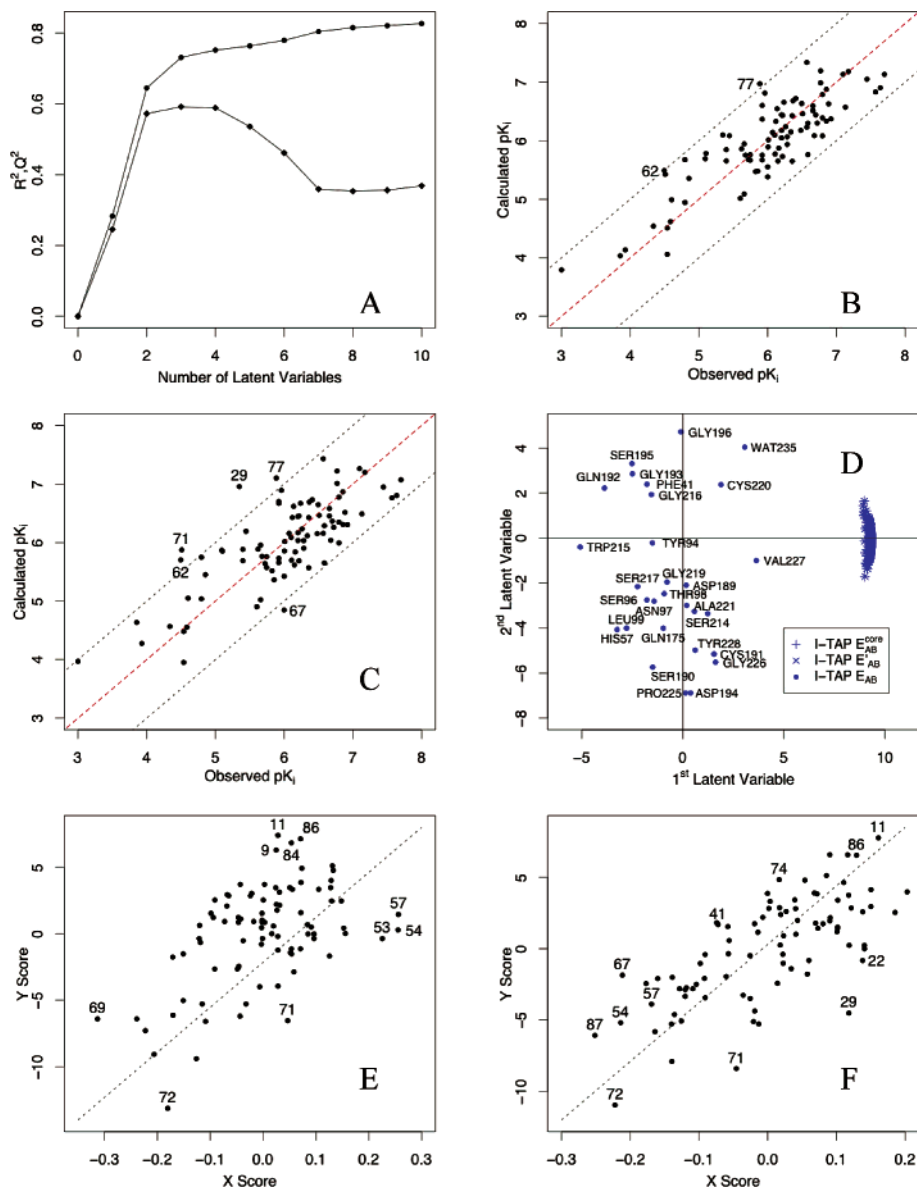 R²,Q²
0.8
0.6
0.4
0.2
0.0
0 2 4 6 8 10
Number of Latent Variables
A
Calculated pKi
8
7
6
5
4
3
77
62
3 4 5 6 7 8
Observed pKi
B
Calculated pKi
8
7
6
5
4
3
29
77
71
62
67
3 4 5 6 7 8
Observed pKi
C
2nd Latent Variable
4
2
0
−2
−4
−6
−8
GLY196
WAT235
D
SER195
GLN192
GLY193
PHE41
CYS220
GLY216
TYR94
TRP215
VAL227
GLY219
SER217
ASP189
THR98
SER96
ASN97
ALA221
LEU99
SER214
HIS57
GLN175
TYR228
CYS191
GLY226
SER190
PRO225
ASP194
I−TAP EABcore
I−TAP E'AB
I−TAP EAB
−5 0 5
1st Latent Variable
Y Score
5
0
−5
−10
11
86
9
84
57
53
54
69
71
72
E
−0.3 −0.2 −0.1 0.0 0.1 0.2 0.3
X Score
Y Score
5
0
−5
−10
11
86
74
41
67
57
54
87
22
29
71
72
F
−0.3 −0.2 −0.1 0.0 0.1 0.2
X Score